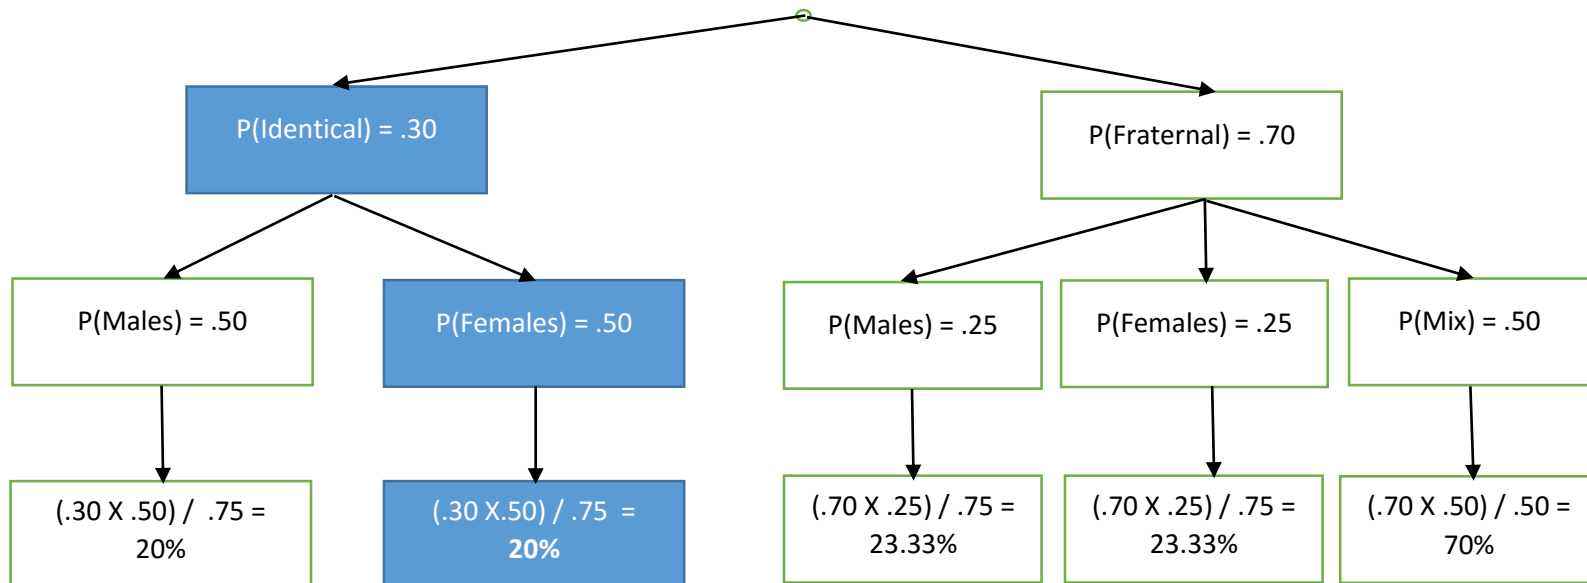 P(Identical) = .30
P(Fraternal) = .70
P(Males) = .50
P(Females) = .50
P(Males) = .25
P(Females) = .25
P(Mix) = .50
(.30 X .50) /  .75 =
20%
(.30 X.50) / .75  =
20%
(.70 X .25) / .75 =
23.33%
(.70 X .25) / .75 =
23.33%
(.70 X .50) / .50 =
70%